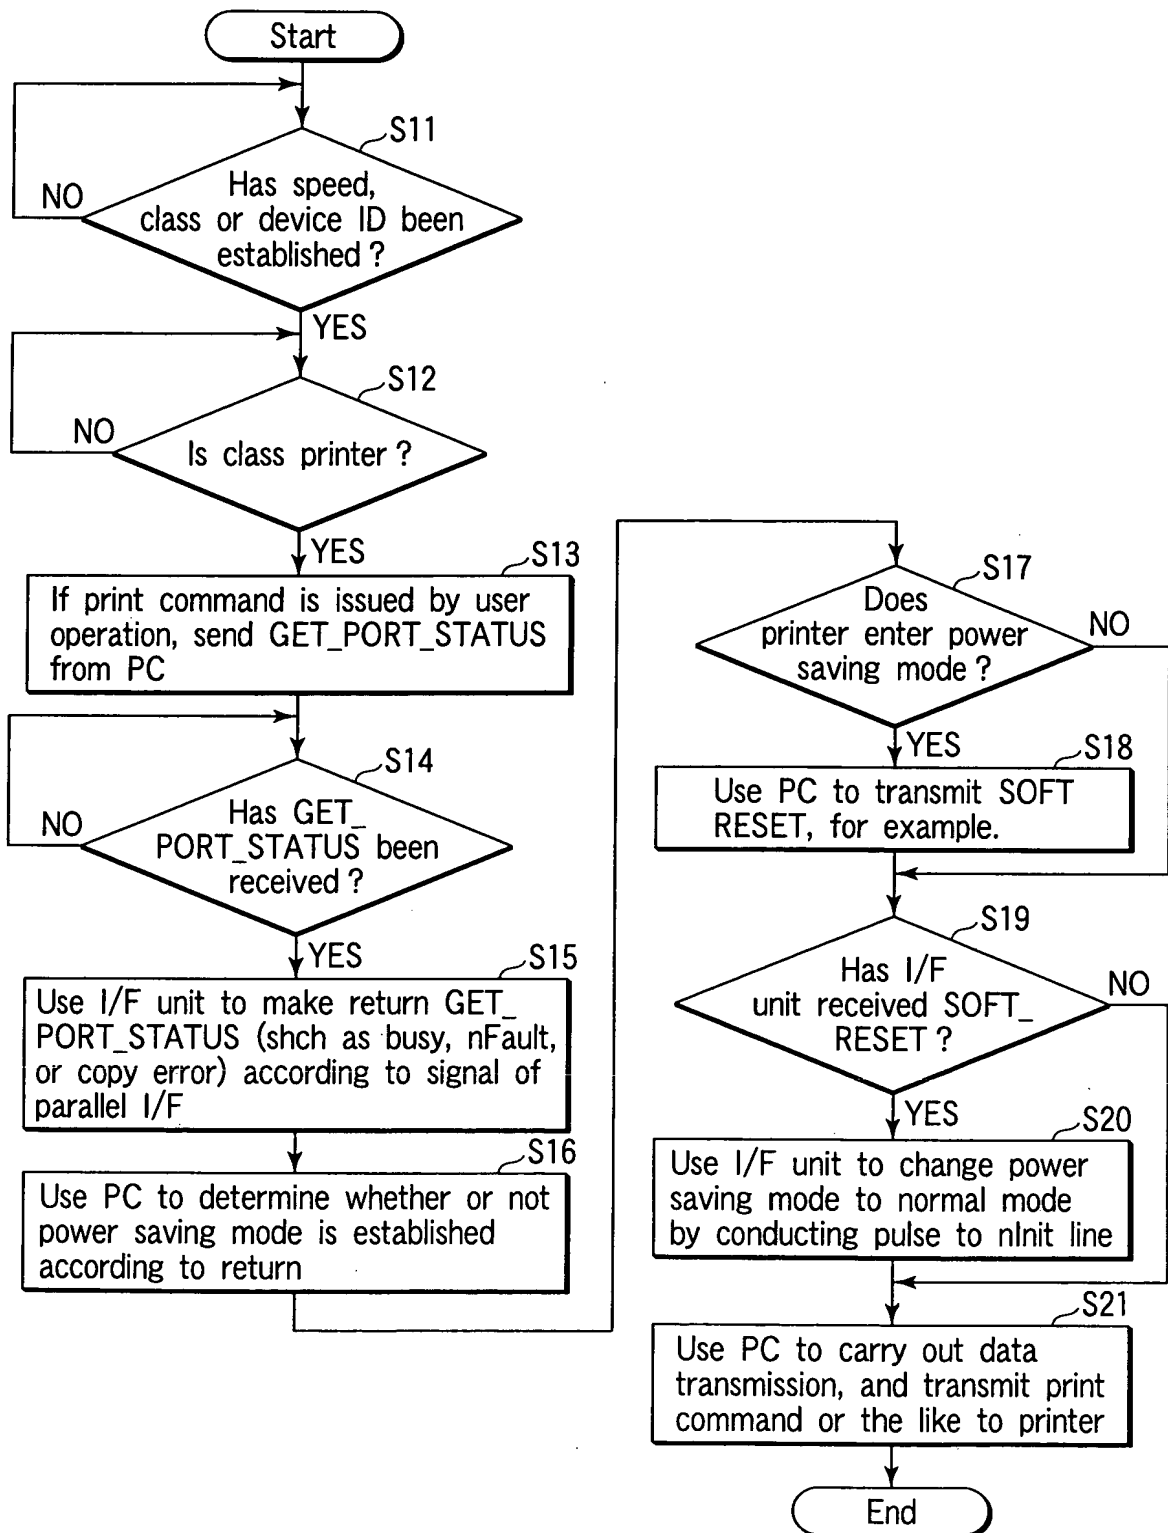 Start
S11
Has speed,
class or device ID been
established ?
NO
YES
S12
Is class printer ?
NO
YES
S13
If print command is issued by user
operation, send GET_PORT_STATUS
from PC
S14
Has GET_
PORT_STATUS been
received ?
NO
YES
S15
Use I/F unit to make return GET_
PORT_STATUS (shch as busy, nFault,
or copy error) according to signal of
parallel I/F
S16
Use PC to determine whether or not
power saving mode is established
according to return
S17
Does
printer enter power
saving mode ?
NO
YES
S18
Use PC to transmit SOFT
RESET, for example.
S19
Has I/F
unit received SOFT_
RESET ?
NO
YES
S20
Use I/F unit to change power
saving mode to normal mode
by conducting pulse to nInit line
S21
Use PC to carry out data
transmission, and transmit print
command or the like to printer
End